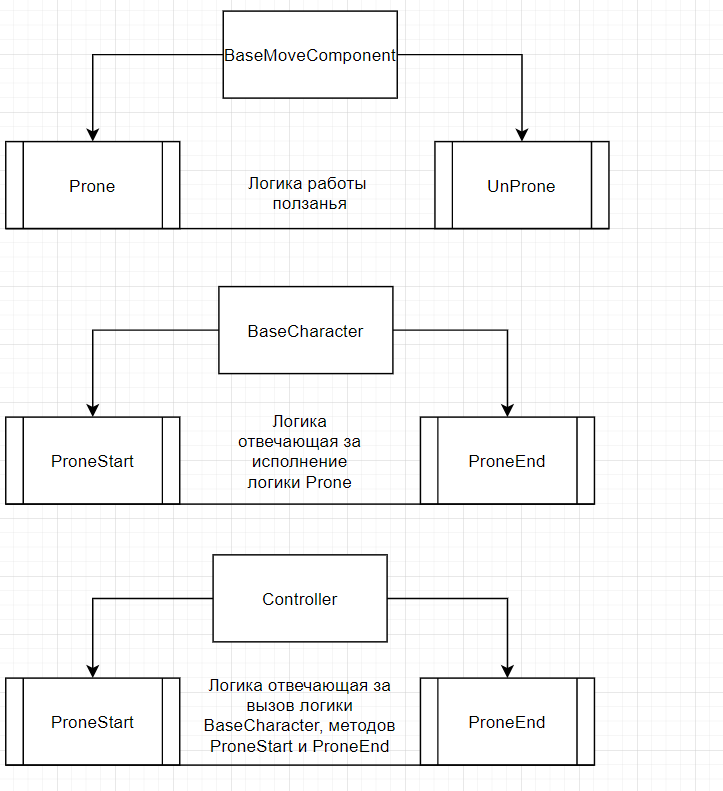 BaseMoveComponent
Prone
Логика работы
ползанья
UnProne
BaseCharacter
ProneStart
Логика
отвечающая за
исполнение
логики Prone
ProneEnd
Controller
ProneStart
Логика отвечающая за
вызов логики
BaseCharacter, методов
ProneStart и ProneEnd
ProneEnd